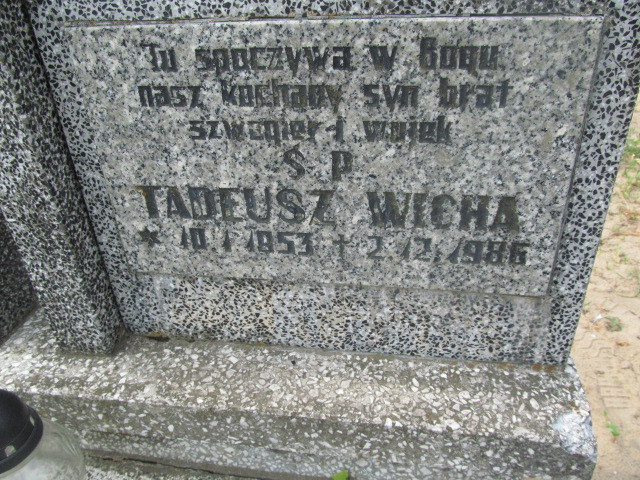 Tu spoczywa w Bogu
nasz kochany syn brat
szwagier i wujek
Ś P
TADEUSZ WICHA
* 10 1 1953 † 2 12 1986